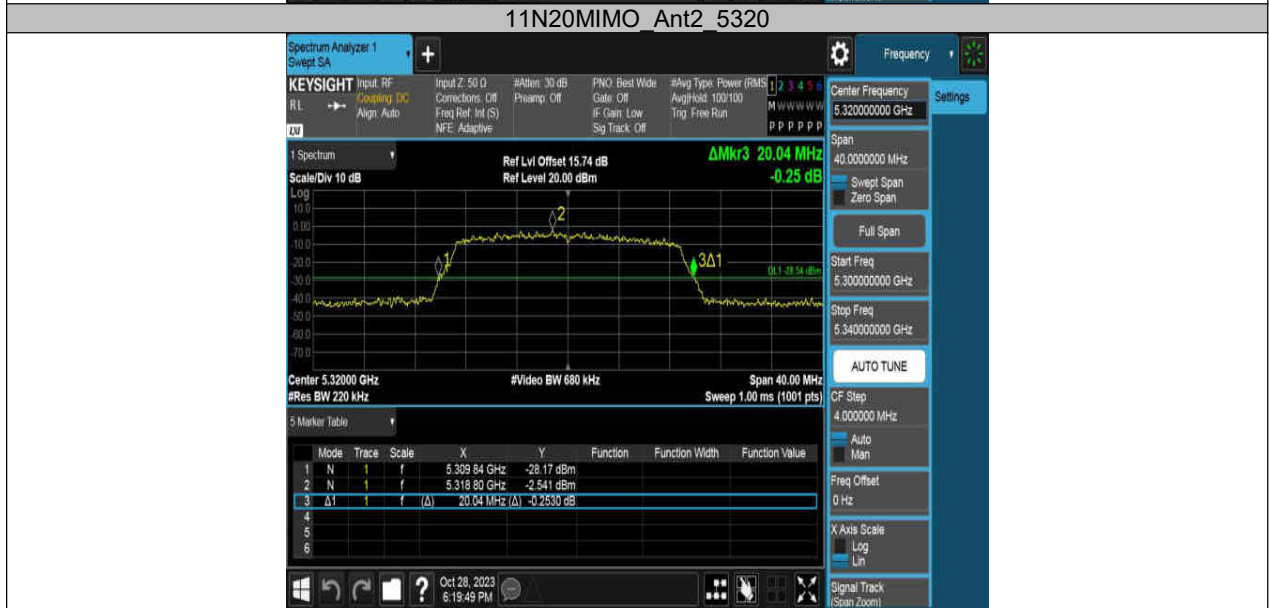 11N20MIMO_Ant2_5320
Spectrum Analyzer 1
Swept SA
+
Frequency
KEYSIGHT Input: RF Input Z: 50 Ω #Atten: 30 dB PNO: Best Wide #Avg Type: Power (RMS 1 2 3 4 5 6
RL Coupling: DC Corrections: Off Preamp: Off Gate: Off Avg|Hold: 100/100 M W W W W W
Align: Auto Freq Ref: Int (S) IF Gain: Low Trig: Free Run
NFE: Adaptive Sig Track: Off P P P P P P
1 Spectrum
Ref Lvl Offset 15.74 dB
ΔMkr3 20.04 MHz
Scale/Div 10 dB
Ref Level 20.00 dBm
-0.25 dB
Log
10.0
0.00
-10.0
-20.0
-30.0
-40.0
-50.0
-60.0
-70.0
1
2
3Δ1
DL1 -28.54 dBm
Center 5.32000 GHz
#Video BW 680 kHz
Span 40.00 MHz
#Res BW 220 kHz
Sweep 1.00 ms (1001 pts)
5 Marker Table
Mode Trace Scale X Y Function Function Width Function Value
1 N 1 f 5.309 84 GHz -28.17 dBm
2 N 1 f 5.318 80 GHz -2.541 dBm
3 Δ1 1 f (Δ) 20.04 MHz (Δ) -0.2530 dB
4
5
6
?
Oct 28, 2023
6:19:49 PM
Center Frequency
5.320000000 GHz
Settings
Span
40.0000000 MHz
Swept Span
Zero Span
Full Span
Start Freq
5.300000000 GHz
Stop Freq
5.340000000 GHz
AUTO TUNE
CF Step
4.000000 MHz
Auto
Man
Freq Offset
0 Hz
X Axis Scale
Log
Lin
Signal Track
(Span Zoom)